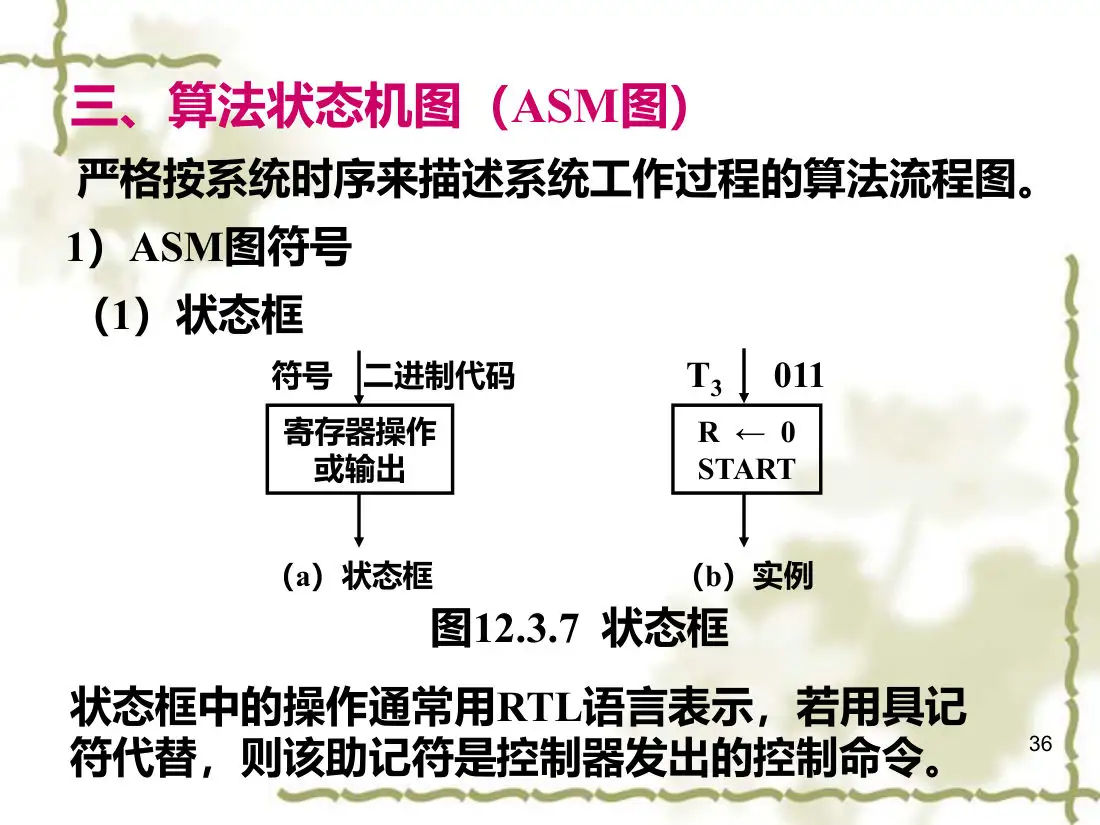 三、算法状态机图（ASM图）
严格按系统时序来描述系统工作过程的算法流程图。
1）ASM图符号
（1）状态框
符号 二进制代码
寄存器操作
或输出
（a）状态框
T₃ 011
R ← 0
START
（b）实例
图12.3.7 状态框
状态框中的操作通常用RTL语言表示，若用具记
符代替，则该助记符是控制器发出的控制命令。
36